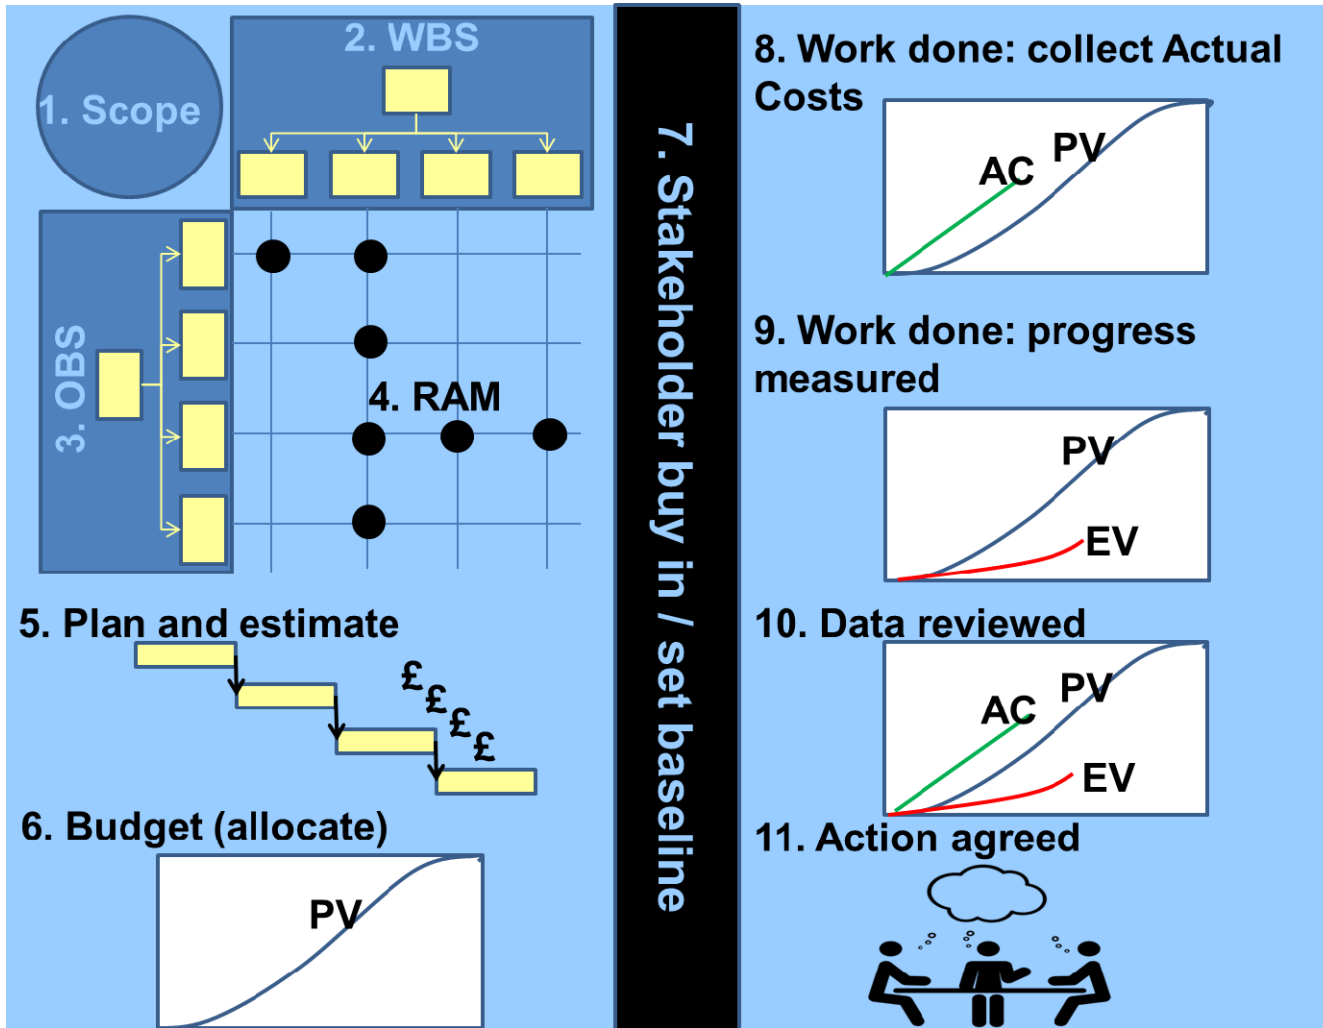 1. Scope
2. WBS
3. OBS
4. RAM
5. Plan and estimate
£
£
£
£
6. Budget (allocate)
PV
7. Stakeholder buy in / set baseline
8. Work done: collect Actual
Costs
AC
PV
9. Work done: progress
measured
PV
EV
10. Data reviewed
AC
PV
EV
11. Action agreed